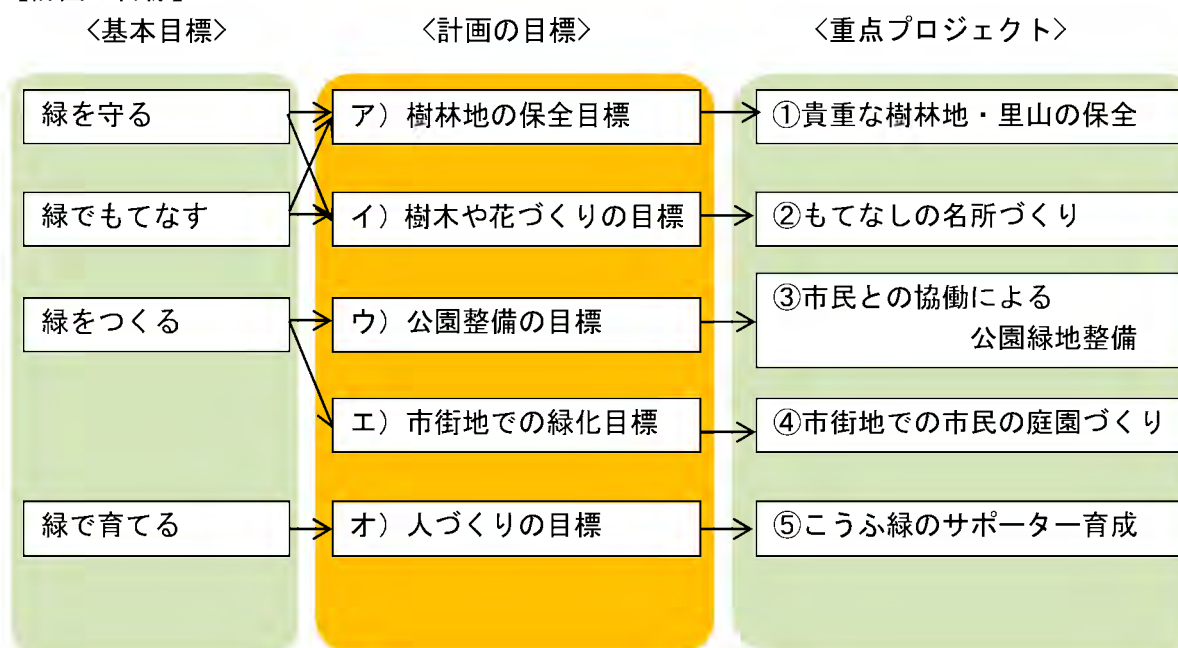 <基本目標>
<計画の目標>
<重点プロジェクト>
緑を守る
ア）樹林地の保全目標
①貴重な樹林地・里山の保全
緑でもてなす
イ）樹木や花づくりの目標
②もてなしの名所づくり
緑をつくる
ウ）公園整備の目標
③市民との協働による
公園緑地整備
エ）市街地での緑化目標
④市街地での市民の庭園づくり
緑で育てる
オ）人づくりの目標
⑤こうふ緑のサポーター育成